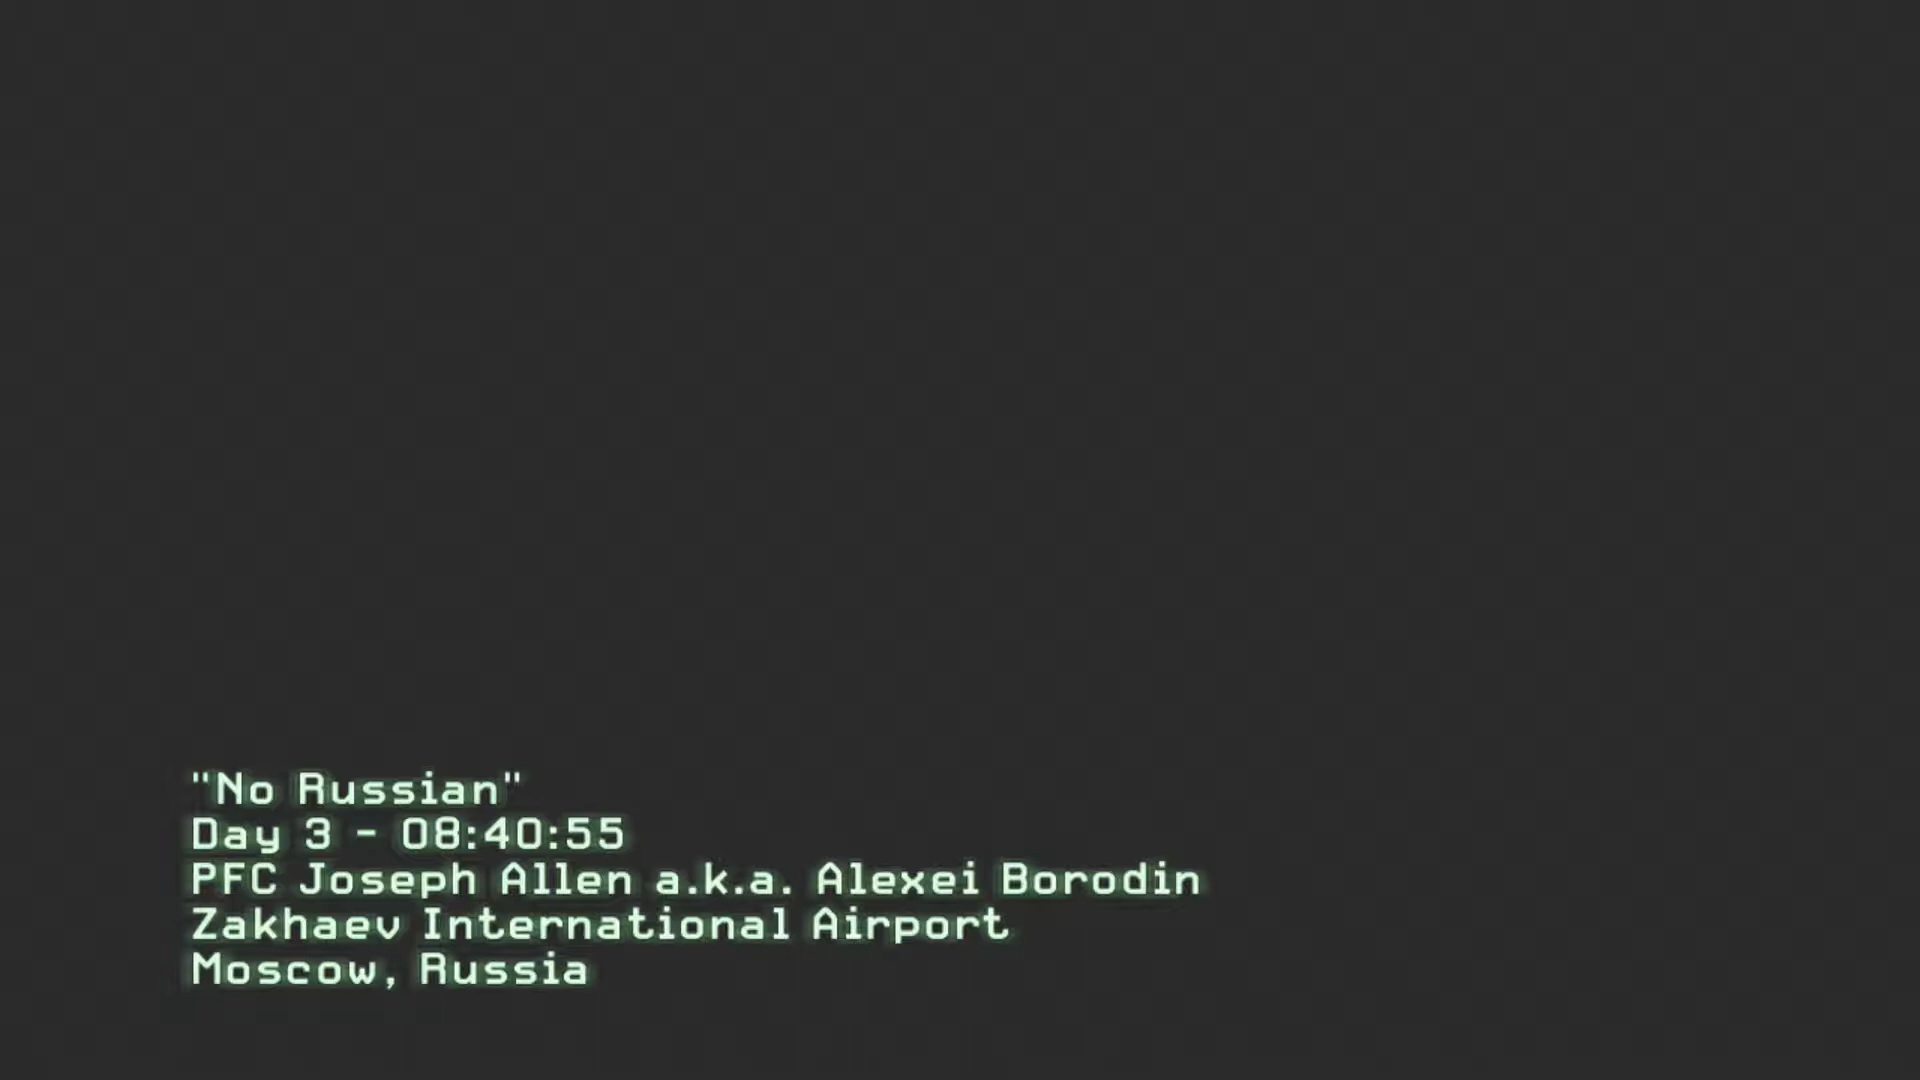 "No Russian"
Day 3 - 08:40:55
PFC Joseph Allen a.k.a. Alexei Borodin
Zakhaev International Airport
Moscow, Russia